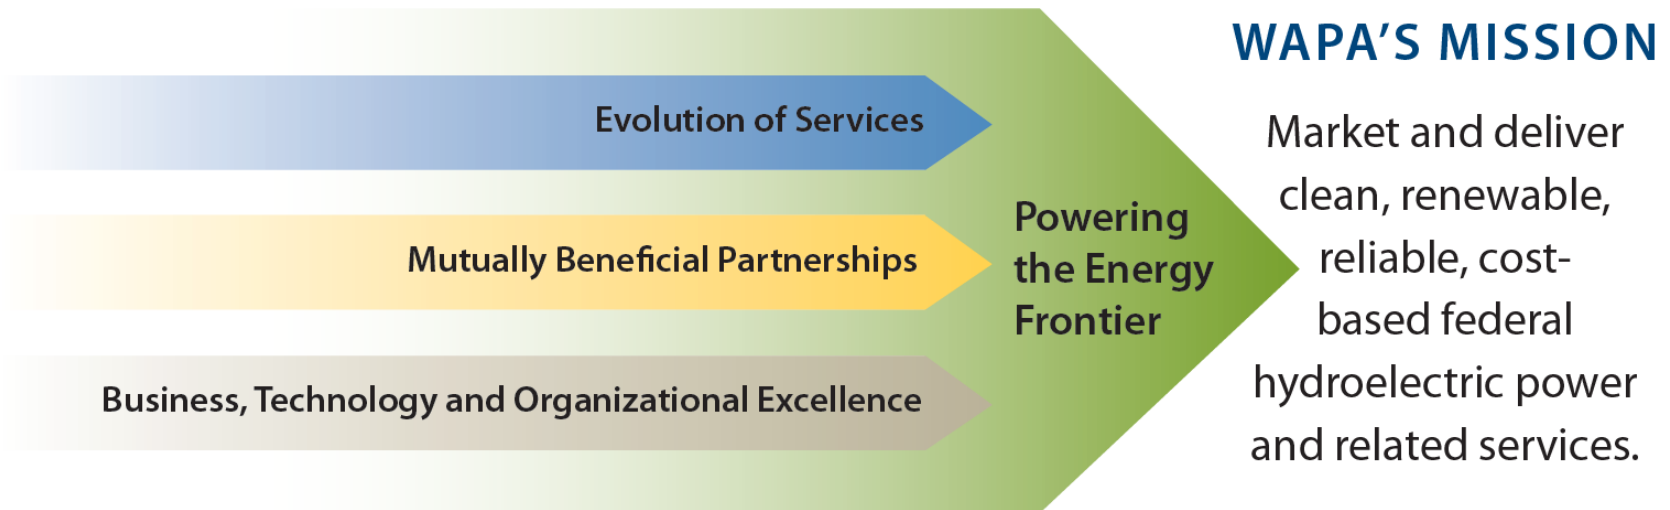 Evolution of Services
Mutually Beneficial Partnerships
Business, Technology and Organizational Excellence
Powering
the Energy
Frontier
WAPA’S MISSION
Market and deliver
clean, renewable,
reliable, cost-
based federal
hydroelectric power
and related services.